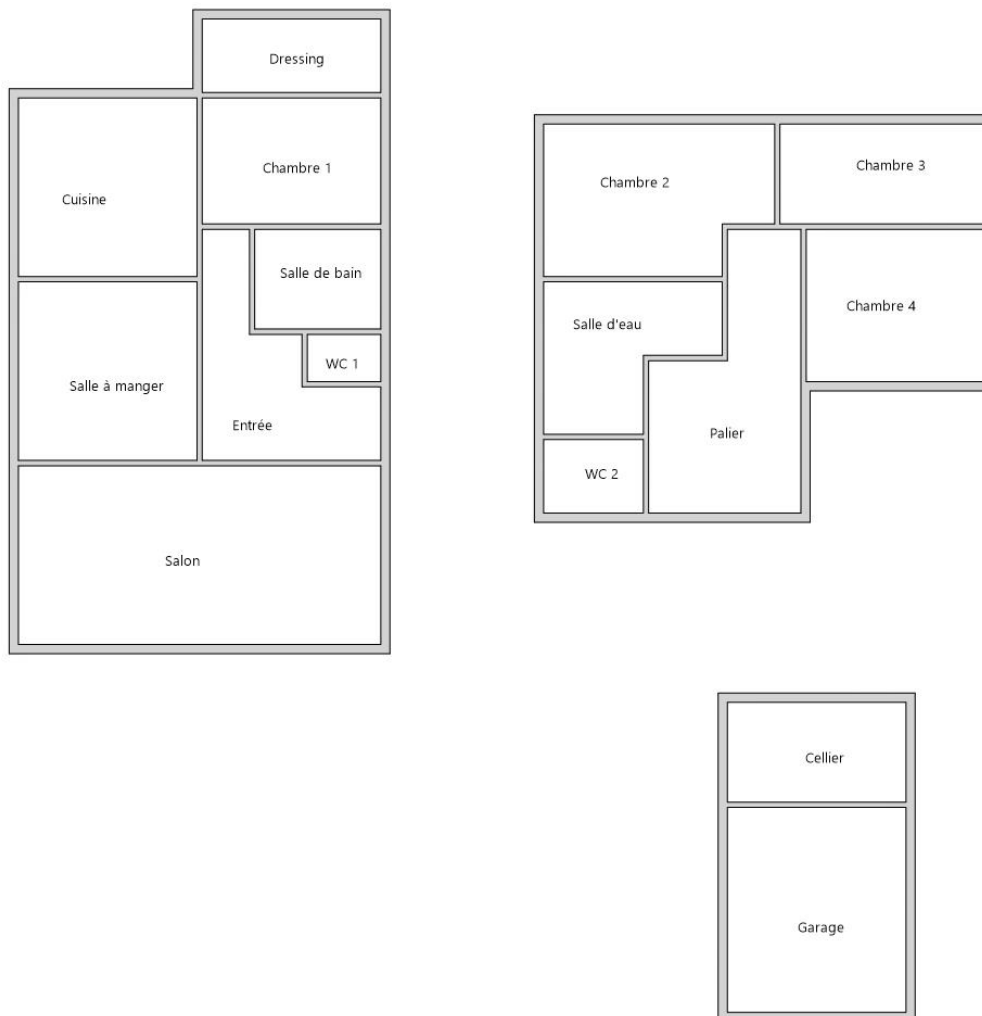 Dressing
Chambre 1
Cuisine
Salle de bain
WC 1
Salle à manger
Entrée
Salon
Chambre 2
Chambre 3
Chambre 4
Salle d'eau
Palier
WC 2
Cellier
Garage